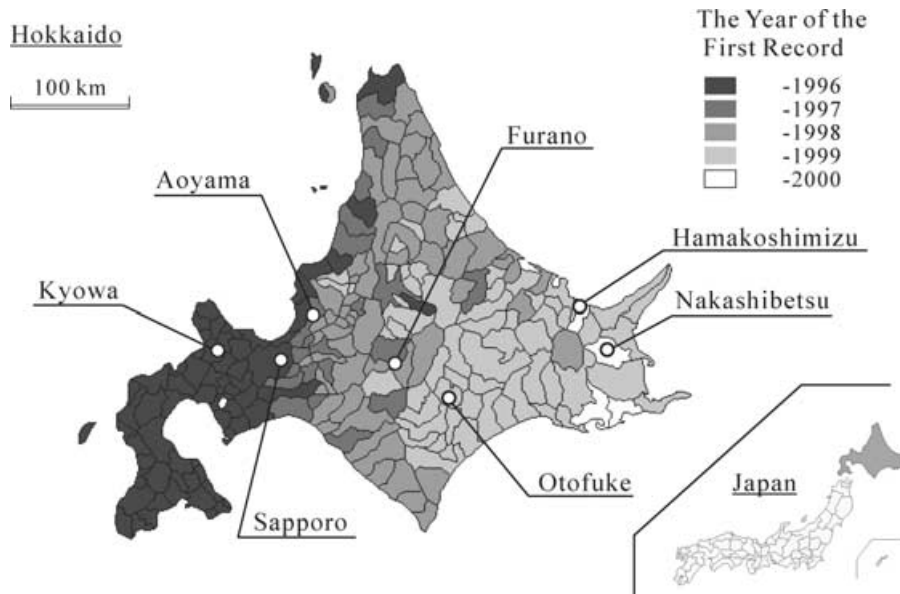 Hokkaido
100 km
The Year of the
First Record
-1996
-1997
-1998
-1999
-2000
Furano
Aoyama
Hamakoshimizu
Kyowa
Nakashibetsu
Otofuke
Sapporo
Japan